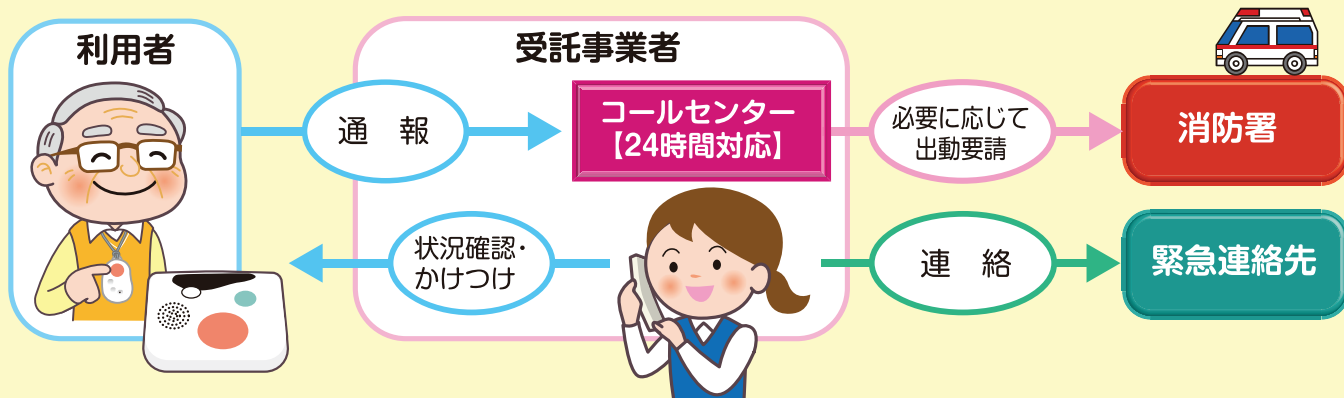 利用者
受託事業者
通　報
コールセンター
【24時間対応】
必要に応じて
出動要請
消防署
状況確認・
かけつけ
連　絡
緊急連絡先